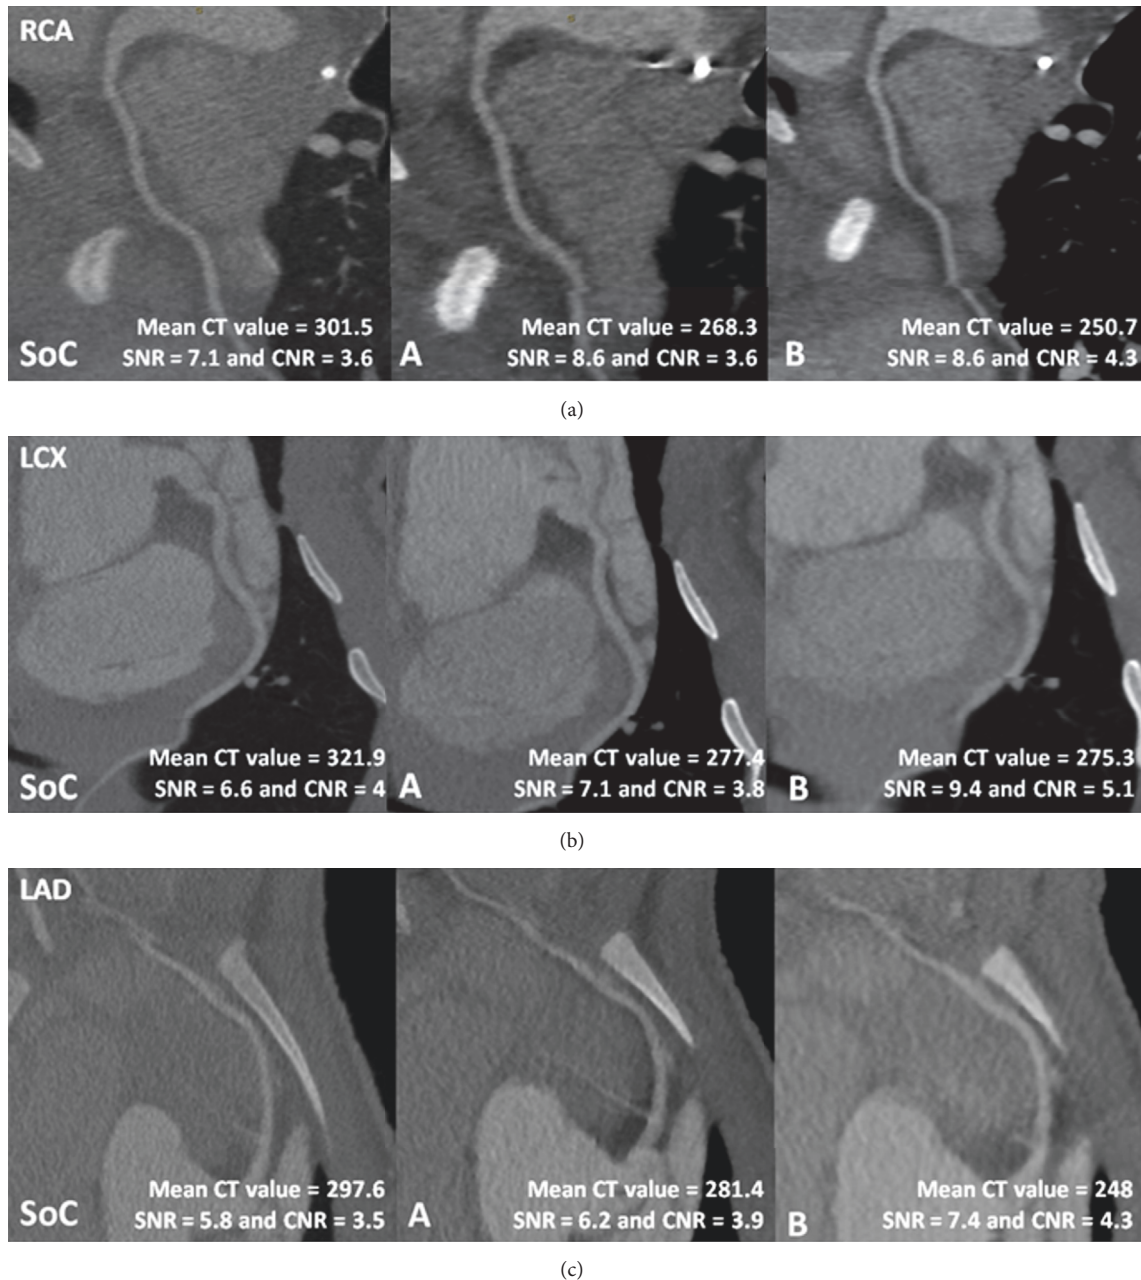 RCA
Mean CT value = 301.5
SNR = 7.1 and CNR = 3.6
SoC
Mean CT value = 268.3
SNR = 8.6 and CNR = 3.6
A
Mean CT value = 250.7
SNR = 8.6 and CNR = 4.3
B
(a)
LCX
Mean CT value = 321.9
SNR = 6.6 and CNR = 4
SoC
Mean CT value = 277.4
SNR = 7.1 and CNR = 3.8
A
Mean CT value = 275.3
SNR = 9.4 and CNR = 5.1
B
(b)
LAD
Mean CT value = 297.6
SNR = 5.8 and CNR = 3.5
SoC
Mean CT value = 281.4
SNR = 6.2 and CNR = 3.9
A
Mean CT value = 248
SNR = 7.4 and CNR = 4.3
B
(c)